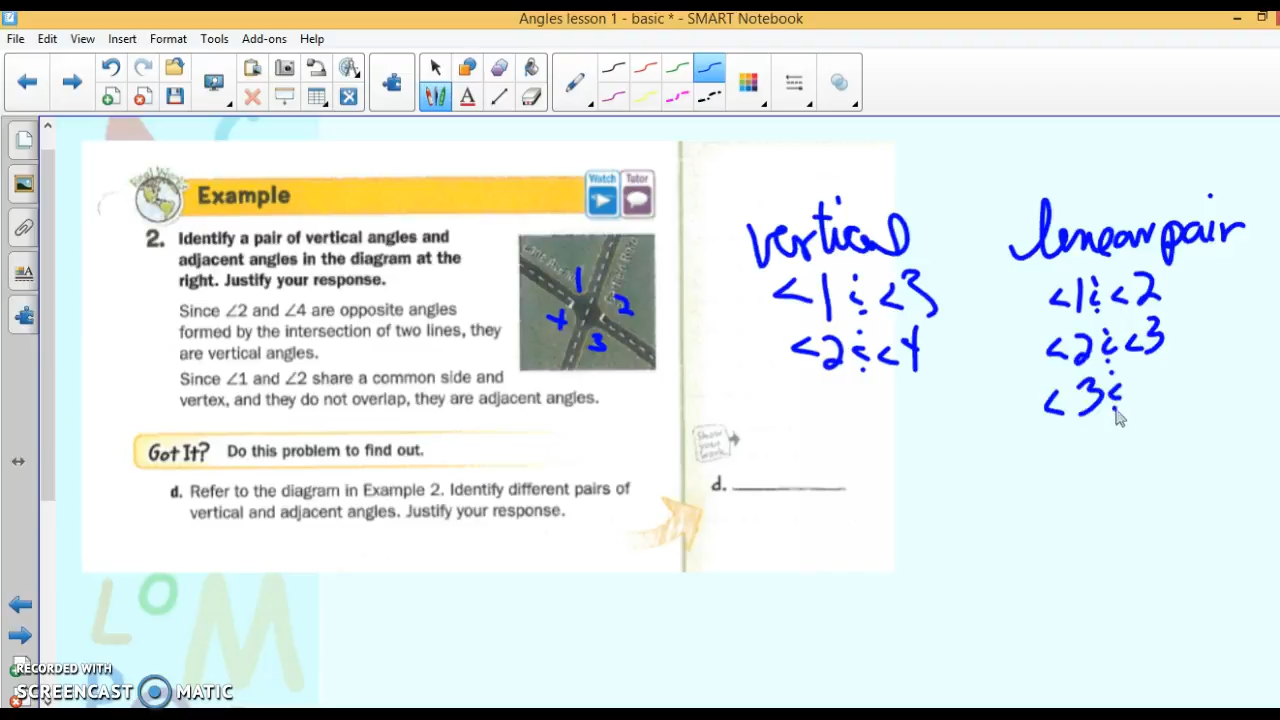 Angles lesson 1 - basic * - SMART Notebook
File Edit View Insert Format Tools Add-ons Help
Real World
Example
Watch
Tutor
2. Identify a pair of vertical angles and
adjacent angles in the diagram at the
right. Justify your response.
Since ∠2 and ∠4 are opposite angles
formed by the intersection of two lines, they
are vertical angles.
Since ∠1 and ∠2 share a common side and
vertex, and they do not overlap, they are adjacent angles.
1
2
4
3
Got It? Do this problem to find out.
d. Refer to the diagram in Example 2. Identify different pairs of
vertical and adjacent angles. Justify your response.
Show
your
work.
d. ___________
vertical
<1 & <3
<2 & <4
linear pair
<1 & <2
<2 & <3
<3 &
L O M
RECORDED WITH
SCREENCAST MATIC